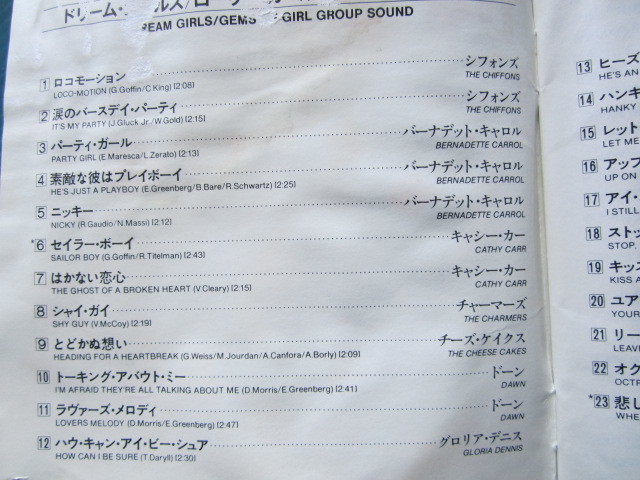 ドリーム・
EAM GIRLS/GEMS GIRL GROUP SOUND
1 ロコモーション シフォンズ
LOCO-MOTION (G.Goffin/C.King) [2:08] THE CHIFFONS
2 涙のバースデイ・パーティ シフォンズ
IT'S MY PARTY (J.Gluck Jr/W.Gold) [2:15] THE CHIFFONS
3 パーティ・ガール バーナデット・キャロル
PARTY GIRL (E.Maresca/L.Zerato) [2:13] BERNADETTE CARROL
4 素敵な彼はプレイボーイ バーナデット・キャロル
HE'S JUST A PLAYBOY (E.Greenberg/B.Bare/R.Schwartz) [2:25] BERNADETTE CARROL
5 ニッキー バーナデット・キャロル
NICKY (R.Gaudio/N.Massi) [2:12] BERNADETTE CARROL
*6 セイラー・ボーイ キャシー・カー
SAILOR BOY (G.Goffin/R.Titelman) [2:43] CATHY CARR
7 はかない恋心 キャシー・カー
THE GHOST OF A BROKEN HEART (V.Cleary) [2:15] CATHY CARR
8 シャイ・ガイ チャーマーズ
SHY GUY (V.McCoy) [2:19] THE CHARMERS
9 とどかぬ想い チーズ・ケイクス
HEADING FOR A HEARTBREAK (G.Weiss/M.Jourdan/A.Canfora/A.Borly) [2:09] THE CHEESE CAKES
10 トーキング・アバウト・ミー ドーン
I'M AFRAID THEY'RE ALL TALKING ABOUT ME (D.Morris/E.Greenberg) [2:41] DAWN
11 ラヴァーズ・メロディ ドーン
LOVERS MELODY (D.Morris/E.Greenberg) [2:47] DAWN
12 ハウ・キャン・アイ・ビー・シュア グロリア・デニス
HOW CAN I BE SURE (T.Daryll) [2:30] GLORIA DENNIS
13 ヒーズ
HE'S AN
14 ハンキ
HANKY
15 レット
LET ME
16 アップ
UP ON
17 アイ・
I STILL
18 ストッ
STOP,
19 キッス
KISS A
20 ユア
YOUR
21 リー
LEAVI
22 オク
OCTI
*23 悲し
WHE